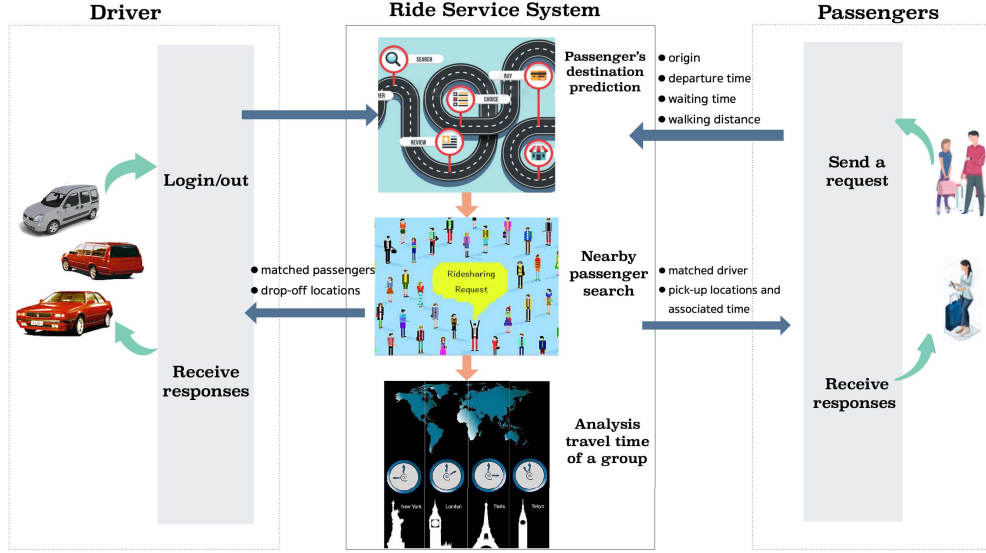 Driver
Ride Service System
Passengers
SEARCH
BUY
CHOICE
REVIEW
Passenger's
destination
prediction
● origin
● departure time
● waiting time
● walking distance
Login/out
Send a
request
● matched passengers
● drop-off locations
Ridesharing
Request
Nearby
passenger
search
● matched driver
● pick-up locations and
associated time
Receive
responses
Receive
responses
Analysis
travel time
of a group
New York
London
Paris
Tokyo